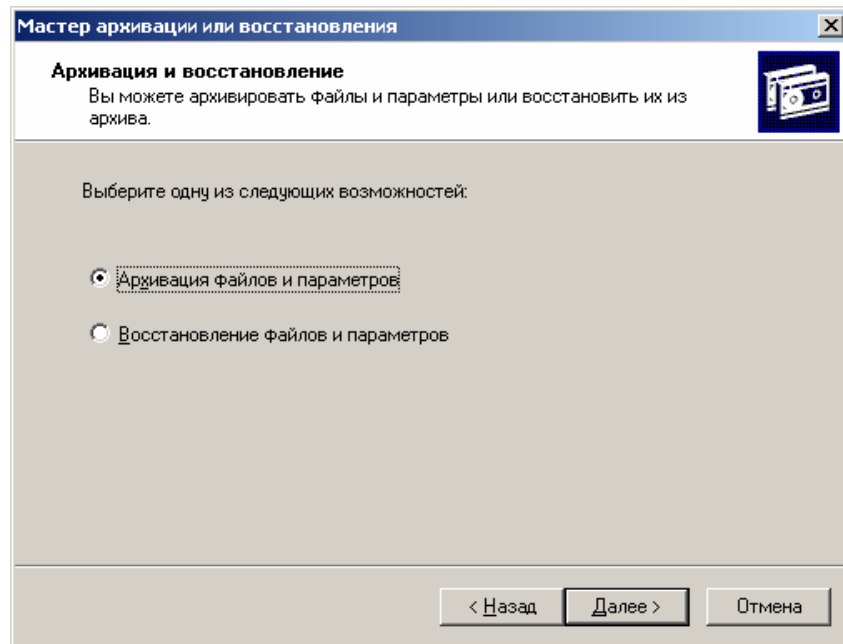 Мастер архивации или восстановления
Архивация и восстановление
Вы можете архивировать файлы и параметры или восстановить их из
архива.
Выберите одну из следующих возможностей:
Архивация файлов и параметров
Восстановление файлов и параметров
< Назад Далее > Отмена